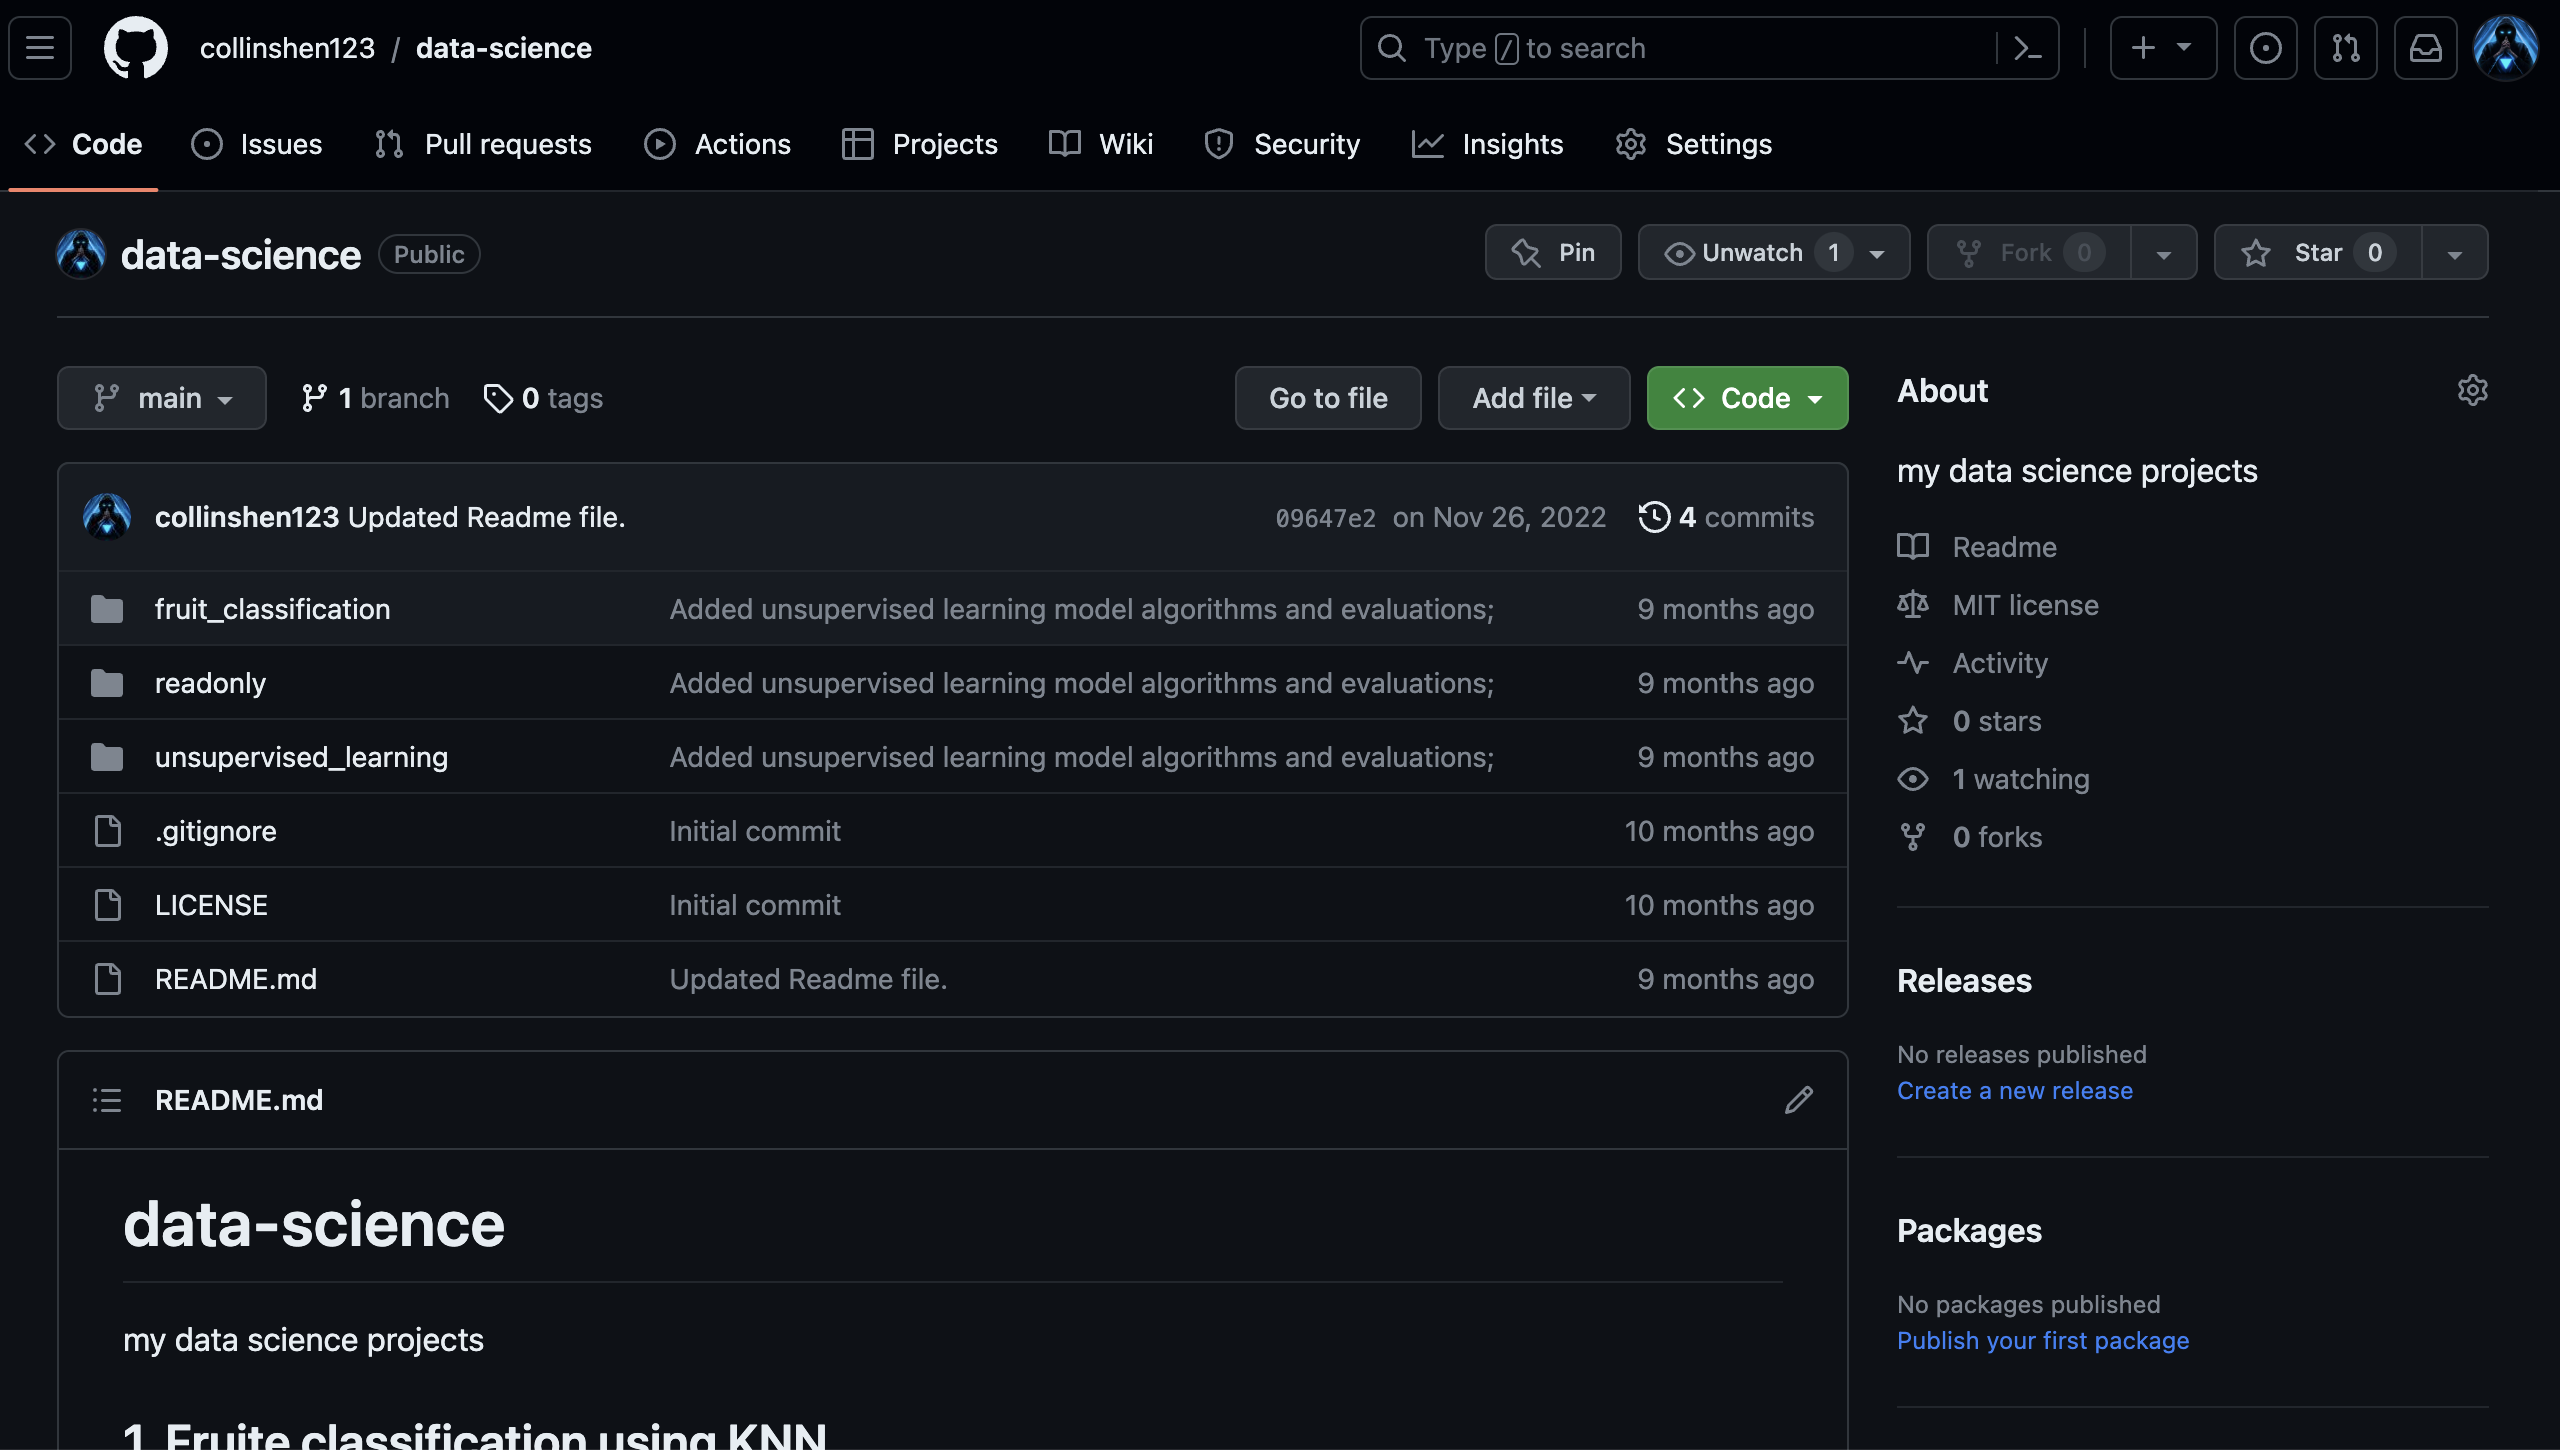 collinshen123 / data-science
Type / to search
Code Issues Pull requests Actions Projects Wiki Security Insights Settings
data-science Public
Pin Unwatch 1 Fork 0 Star 0
main 1 branch 0 tags
Go to file Add file Code
collinshen123 Updated Readme file. 09647e2 on Nov 26, 2022 4 commits
fruit_classification Added unsupervised learning model algorithms and evaluations; 9 months ago
readonly Added unsupervised learning model algorithms and evaluations; 9 months ago
unsupervised_learning Added unsupervised learning model algorithms and evaluations; 9 months ago
.gitignore Initial commit 10 months ago
LICENSE Initial commit 10 months ago
README.md Updated Readme file. 9 months ago
README.md
data-science
my data science projects
1. Fruite classification using KNN
About
my data science projects
Readme
MIT license
Activity
0 stars
1 watching
0 forks
Releases
No releases published
Create a new release
Packages
No packages published
Publish your first package